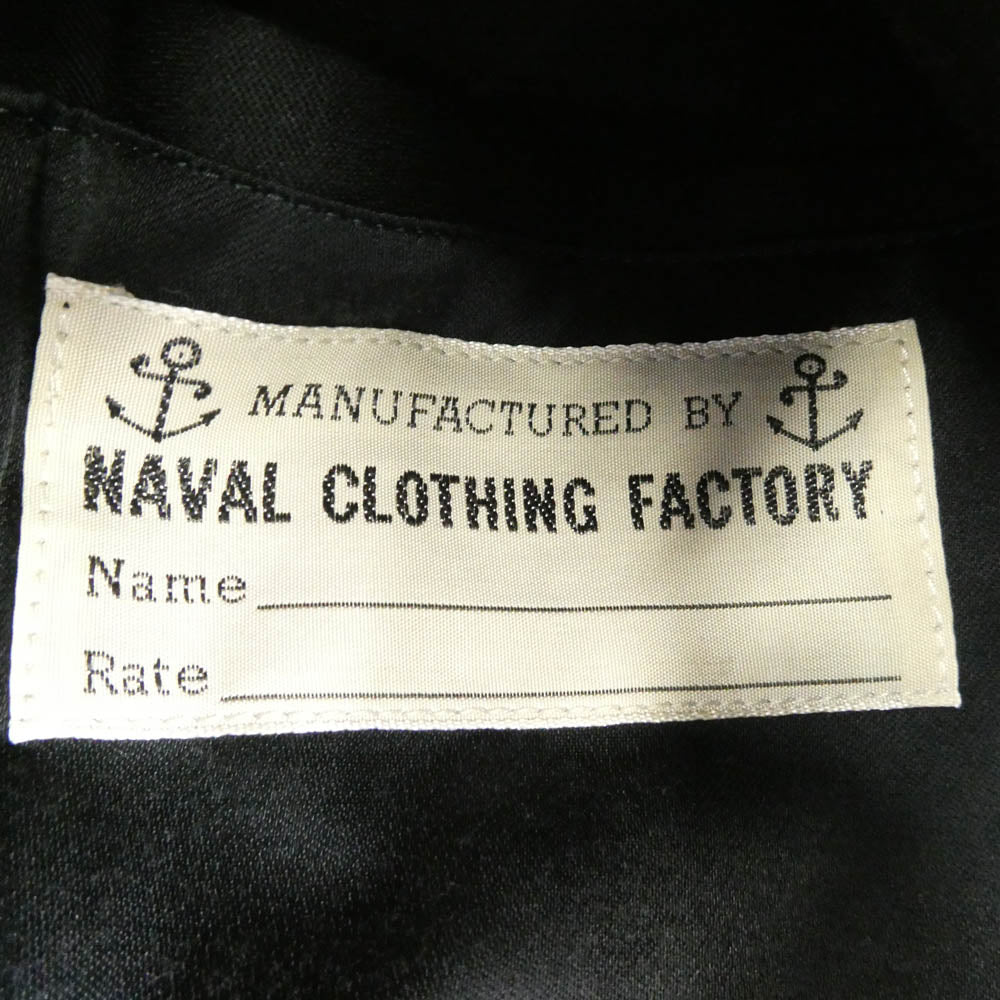 MANUFACTURED BY
NAVAL CLOTHING FACTORY
Name
Rate